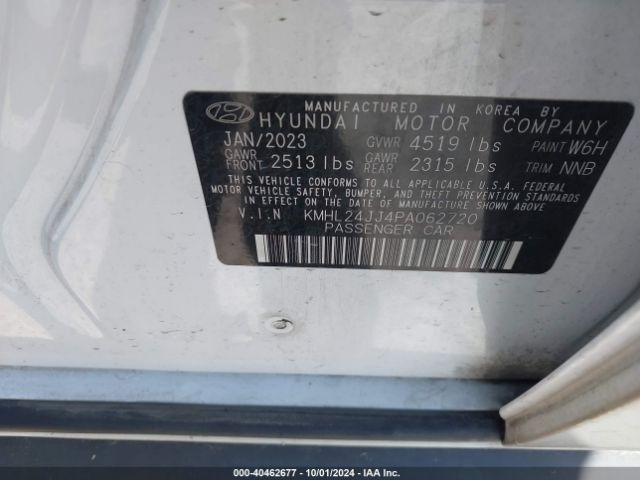 MANUFACTURED IN KOREA BY
HYUNDAI MOTOR COMPANY
JAN/2023 GVWR 4519 lbs PAINT W6H
GAWR FRONT 2513 lbs GAWR REAR 2315 lbs TRIM NNB
THIS VEHICLE CONFORMS TO ALL APPLICABLE U.S.A. FEDERAL
MOTOR VEHICLE SAFETY, BUMPER, AND THEFT PREVENTION STANDARDS
IN EFFECT ON THE DATE OF MANUFACTURE SHOWN ABOVE.
V.I.N KMHL24JJ4PA062720
PASSENGER CAR
000-40462677 - 10/01/2024 - IAA Inc.